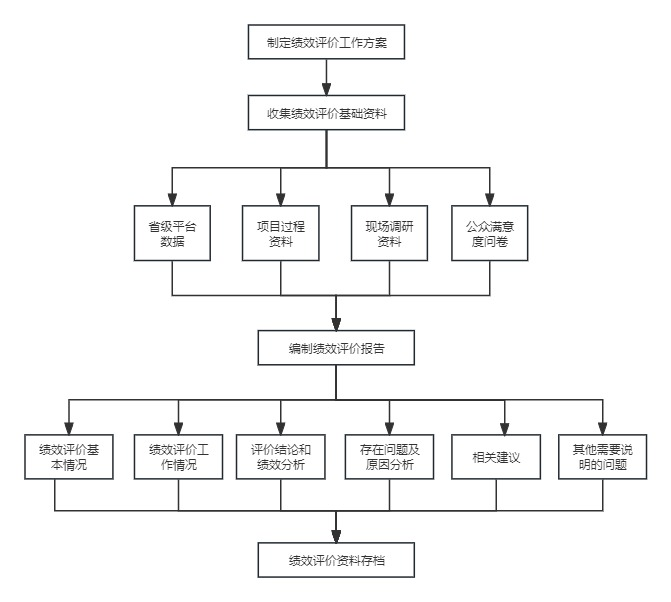 制定绩效评价工作方案
收集绩效评价基础资料
省级平台
数据
项目过程
资料
现场调研
资料
公众满意
度问卷
编制绩效评价报告
绩效评价基
本情况
绩效评价工
作情况
评价结论和
绩效分析
存在问题及
原因分析
相关建议
其他需要说
明的问题
绩效评价资料存档